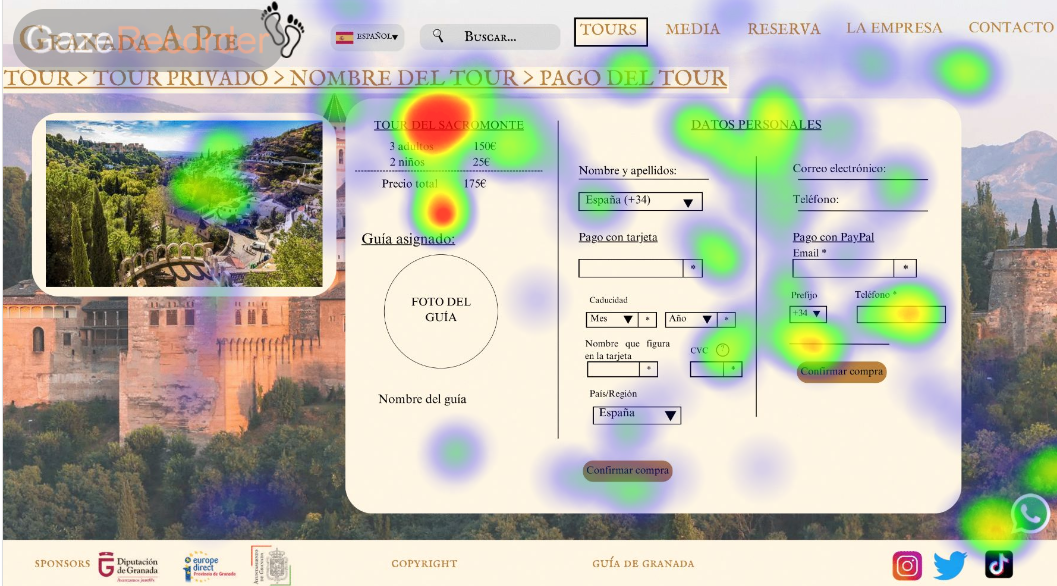 GRANADA A PIE
GazeRecorder
ESPAÑOL
BUSCAR...
TOURS
MEDIA
RESERVA
LA EMPRESA
CONTACTO
TOUR > TOUR PRIVADO > NOMBRE DEL TOUR > PAGO DEL TOUR
TOUR DEL SACROMONTE
3 adultos 150€
2 niños 25€
Precio total 175€
Guía asignado:
FOTO DEL
GUÍA
Nombre del guía
DATOS PERSONALES
Nombre y apellidos:
España (+34)
Pago con tarjeta
*
Caducidad
Mes * Año *
Nombre que figura
en la tarjeta
CVC ?
* *
País/Región
España
Confirmar compra
Correo electrónico:
Teléfono:
Pago con PayPal
Email *
*
Prefijo Teléfono *
+34
Confirmar compra
SPONSORS
Diputación
de Granada
europe
direct
Provincia de Granada
COPYRIGHT
GUÍA DE GRANADA